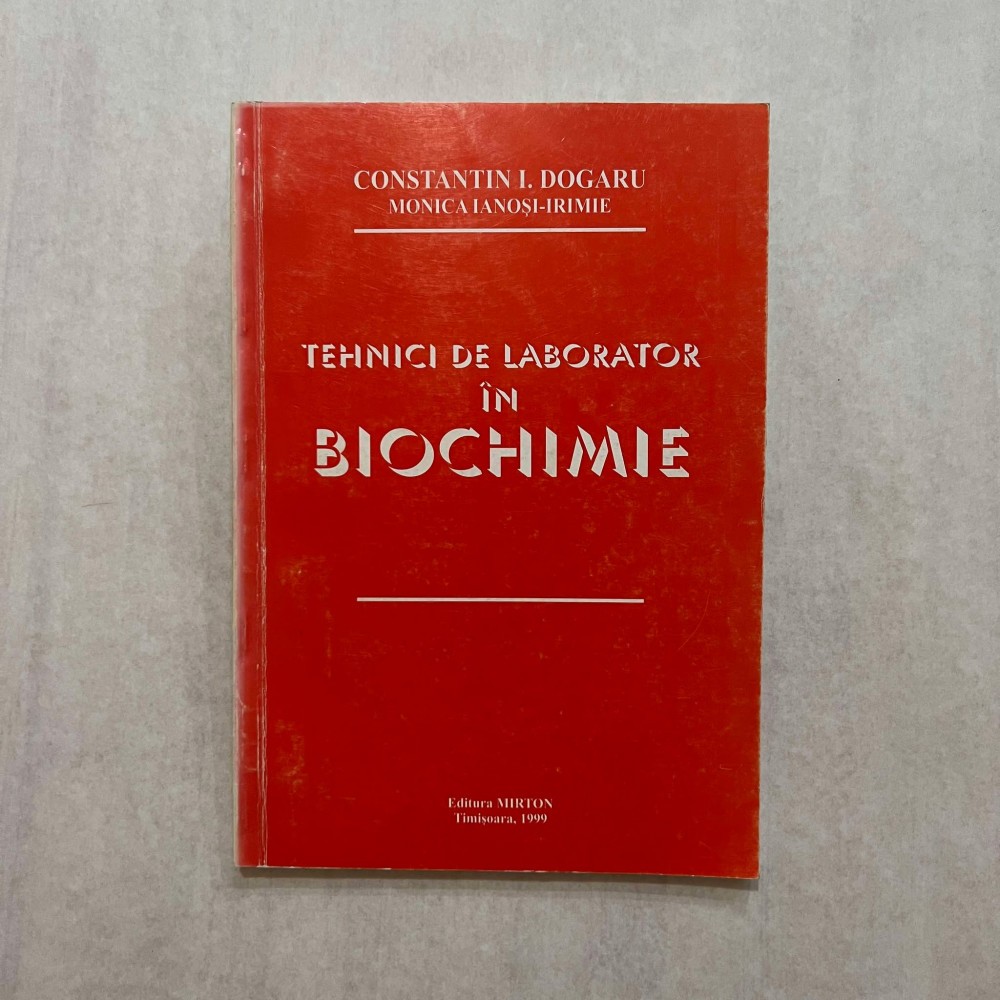 CONSTANTIN I. DOGARU
MONICA IANOȘI-IRIMIE
TEHNICI DE LABORATOR
ÎN
BIOCHIMIE
Editura MIRTON
Timișoara, 1999